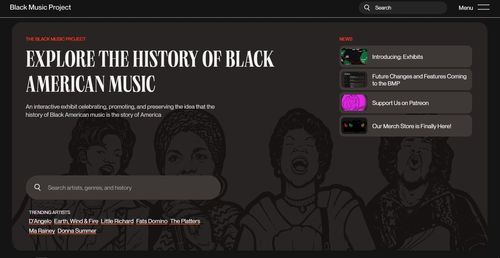 Black Music Project
Search
Menu
THE BLACK MUSIC PROJECT
EXPLORE THE HISTORY OF BLACK
AMERICAN MUSIC
An interactive exhibit celebrating, promoting, and preserving the idea that the
history of Black American music is the story of America
Search artists, genres, and history
TRENDING ARTISTS
D'Angelo Earth, Wind & Fire Little Richard Fats Domino The Platters
Ma Rainey Donna Summer
NEWS
Introducing: Exhibits
Future Changes and Features Coming
to the BMP
Support Us on Patreon
Our Merch Store is Finally Here!